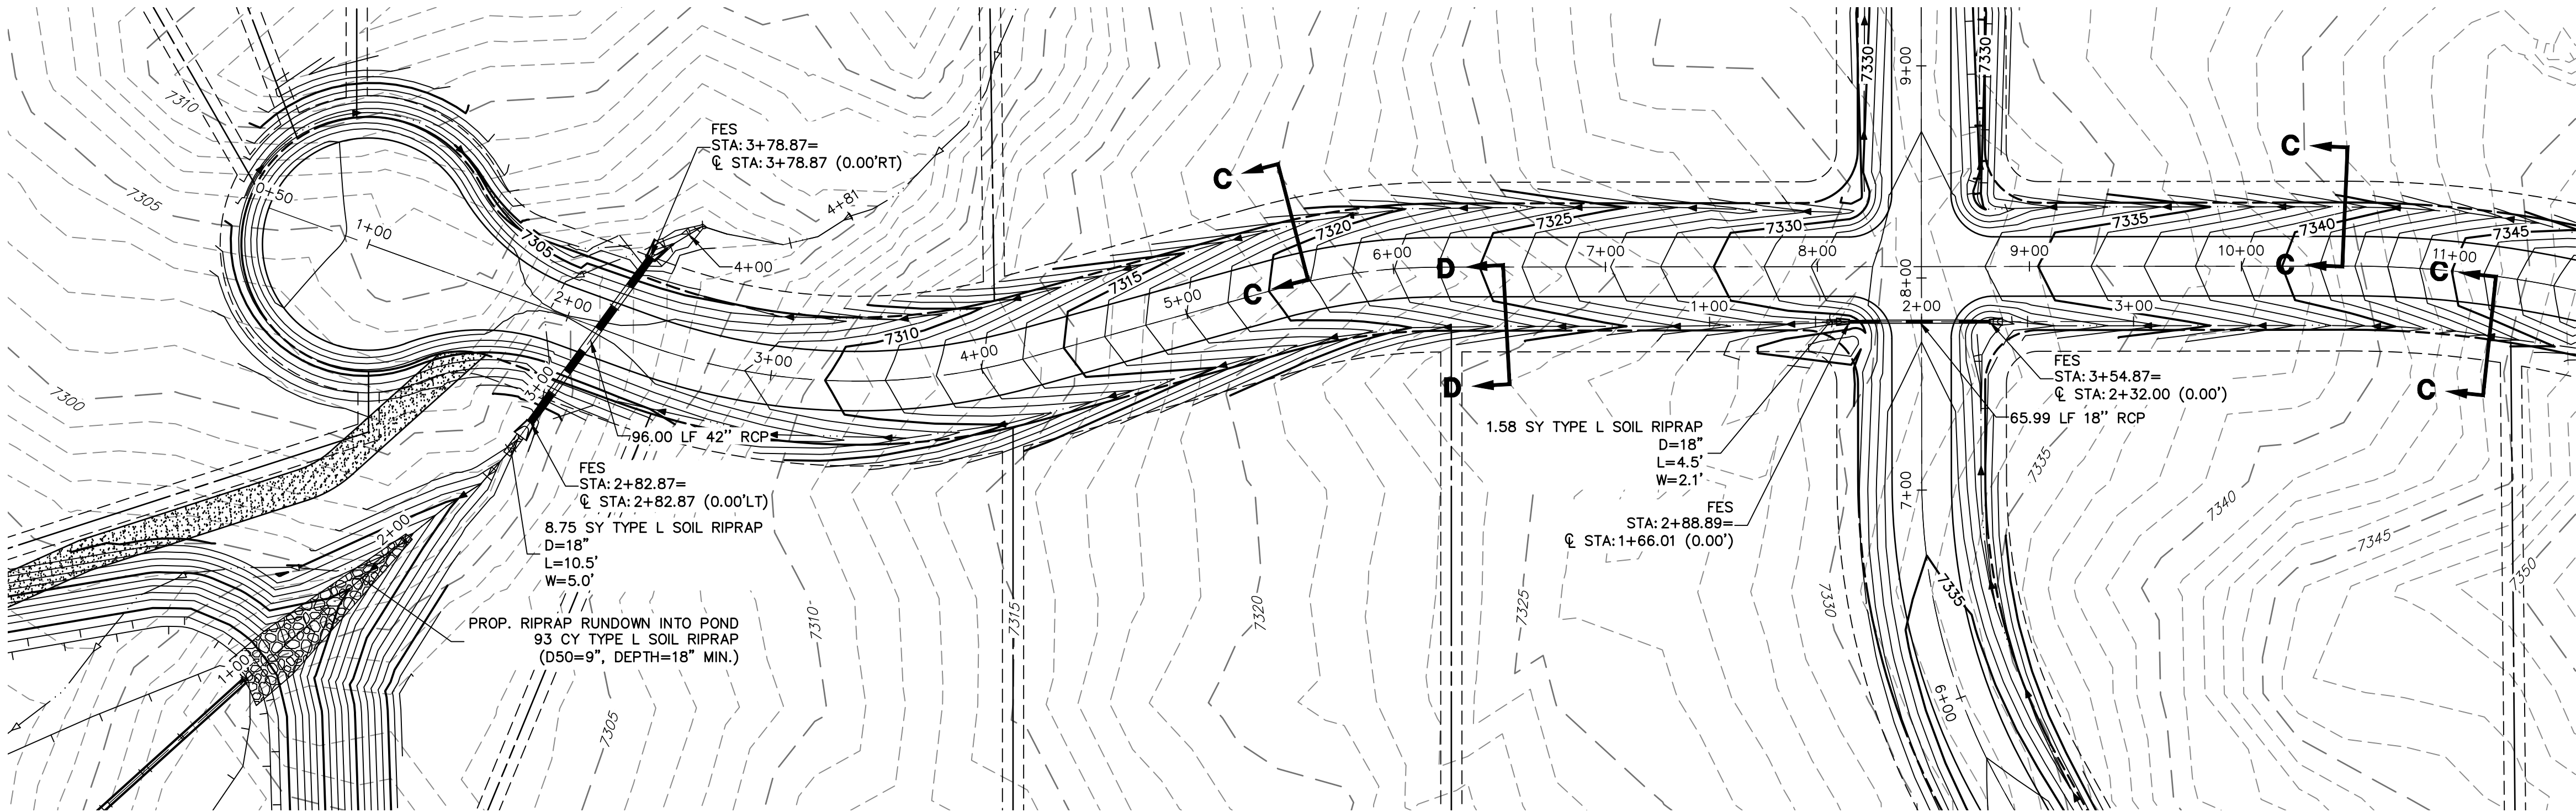 7310
7305
7300
0+50
1+00
7305
FES
STA: 3+78.87=
℄ STA: 3+78.87 (0.00'RT)
4+81
4+00
2+00
3+00
3+00
4+00
5+00
7310
7315
7320
C
C
6+00
D
D
7325
7+00
7330
8+00
1+00
7330
7330
9+00
8+00
2+00
7335
9+00
10+00
7340
C
C
11+00
7345
C
C
3+00
96.00 LF 42" RCP
FES
STA: 2+82.87=
℄ STA: 2+82.87 (0.00'LT)
8.75 SY TYPE L SOIL RIPRAP
D=18"
L=10.5'
W=5.0'
2+00
PROP. RIPRAP RUNDOWN INTO POND
93 CY TYPE L SOIL RIPRAP
(D50=9", DEPTH=18" MIN.)
1+00
7305
7310
7315
7320
7325
7330
1.58 SY TYPE L SOIL RIPRAP
D=18"
L=4.5'
W=2.1'
FES
STA: 2+88.89=
℄ STA: 1+66.01 (0.00')
FES
STA: 3+54.87=
℄ STA: 2+32.00 (0.00')
65.99 LF 18" RCP
7+00
7335
6+00
7335
7340
7345
7350